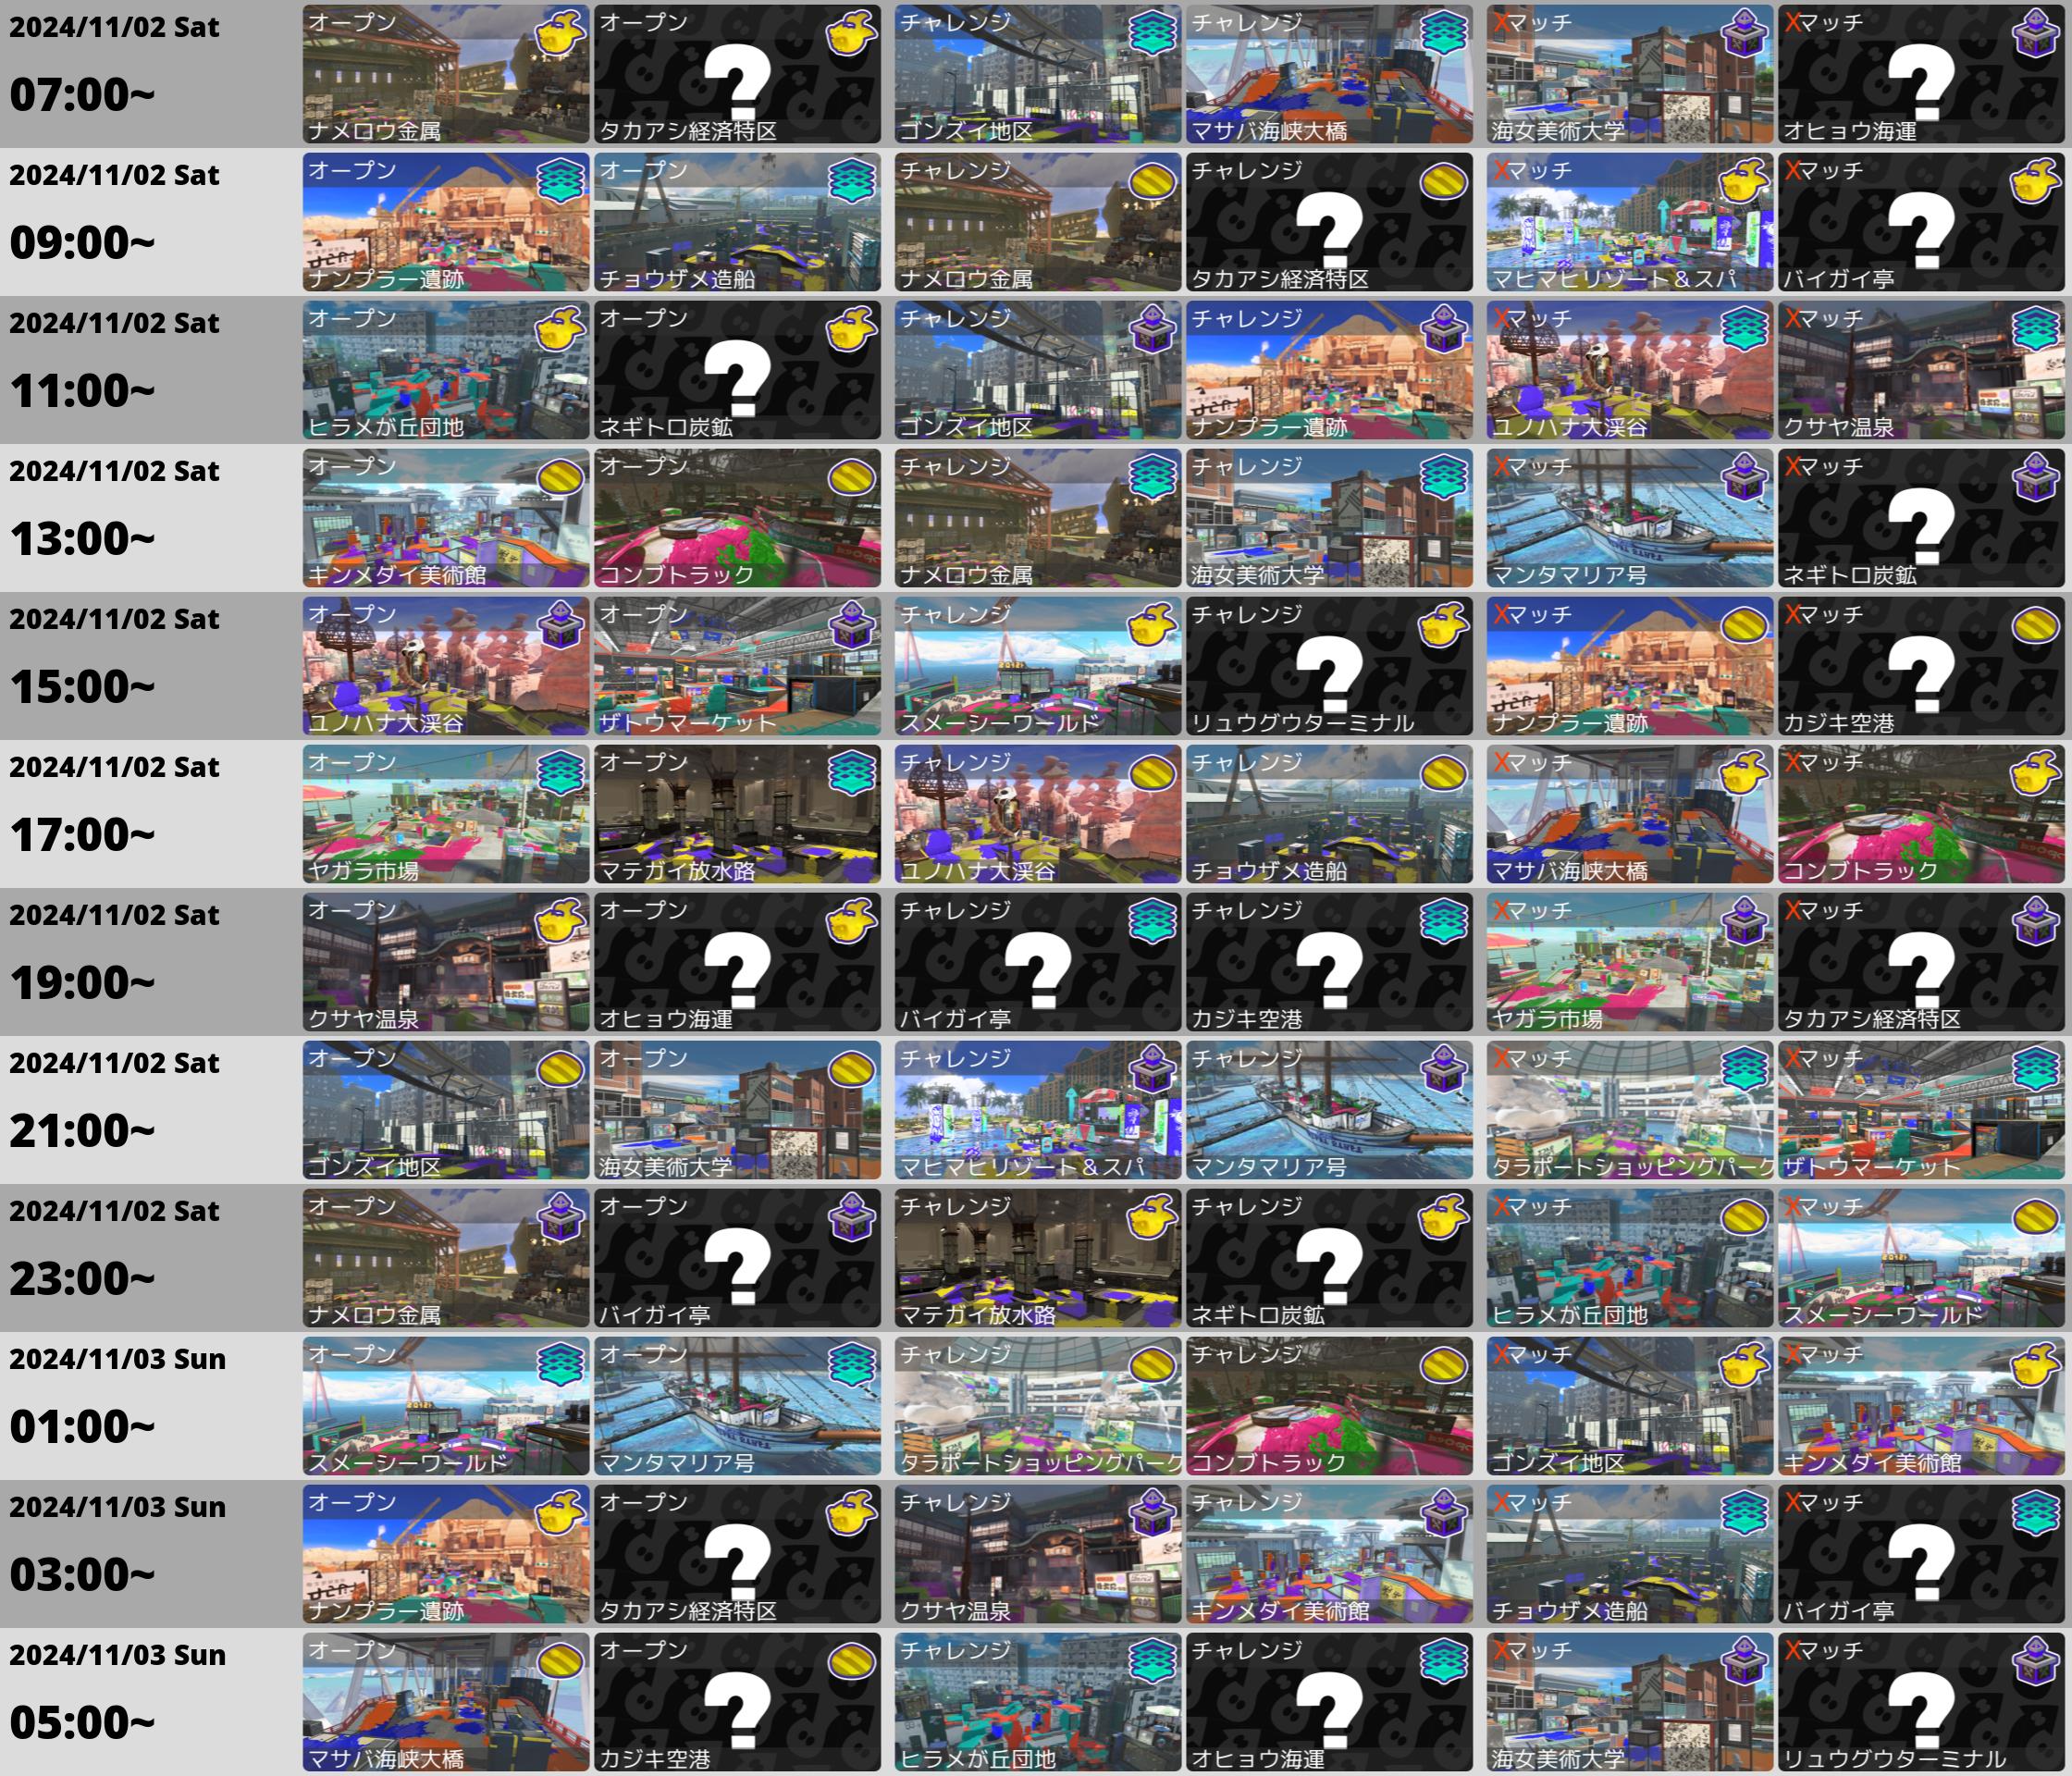 2024/11/02 Sat
07:00~
オープン
ナメロウ金属
オープン
タカアシ経済特区
チャレンジ
ゴンズイ地区
チャレンジ
マサバ海峡大橋
Xマッチ
海女美術大学
Xマッチ
オヒョウ海運
2024/11/02 Sat
09:00~
オープン
ナンプラー遺跡
オープン
チョウザメ造船
チャレンジ
ナメロウ金属
チャレンジ
タカアシ経済特区
Xマッチ
マヒマヒリゾート＆スパ
Xマッチ
バイガイ亭
2024/11/02 Sat
11:00~
オープン
ヒラメが丘団地
オープン
ネギトロ炭鉱
チャレンジ
ゴンズイ地区
チャレンジ
ナンプラー遺跡
Xマッチ
ユノハナ大渓谷
Xマッチ
クサヤ温泉
2024/11/02 Sat
13:00~
オープン
キンメダイ美術館
オープン
コンブトラック
チャレンジ
ナメロウ金属
チャレンジ
海女美術大学
Xマッチ
マンタマリア号
Xマッチ
ネギトロ炭鉱
2024/11/02 Sat
15:00~
オープン
ユノハナ大渓谷
オープン
ザトウマーケット
チャレンジ
スメーシーワールド
チャレンジ
リュウグウターミナル
Xマッチ
ナンプラー遺跡
Xマッチ
カジキ空港
2024/11/02 Sat
17:00~
オープン
ヤガラ市場
オープン
マテガイ放水路
チャレンジ
ユノハナ大渓谷
チャレンジ
チョウザメ造船
Xマッチ
マサバ海峡大橋
Xマッチ
コンブトラック
2024/11/02 Sat
19:00~
オープン
クサヤ温泉
オープン
オヒョウ海運
チャレンジ
バイガイ亭
チャレンジ
カジキ空港
Xマッチ
ヤガラ市場
Xマッチ
タカアシ経済特区
2024/11/02 Sat
21:00~
オープン
ゴンズイ地区
オープン
海女美術大学
チャレンジ
マヒマヒリゾート＆スパ
チャレンジ
マンタマリア号
Xマッチ
タラポートショッピングパーク
Xマッチ
ザトウマーケット
2024/11/02 Sat
23:00~
オープン
ナメロウ金属
オープン
バイガイ亭
チャレンジ
マテガイ放水路
チャレンジ
ネギトロ炭鉱
Xマッチ
ヒラメが丘団地
Xマッチ
スメーシーワールド
2024/11/03 Sun
01:00~
オープン
スメーシーワールド
オープン
マンタマリア号
チャレンジ
タラポートショッピングパーク
チャレンジ
コンブトラック
Xマッチ
ゴンズイ地区
Xマッチ
キンメダイ美術館
2024/11/03 Sun
03:00~
オープン
ナンプラー遺跡
オープン
タカアシ経済特区
チャレンジ
クサヤ温泉
チャレンジ
キンメダイ美術館
Xマッチ
チョウザメ造船
Xマッチ
バイガイ亭
2024/11/03 Sun
05:00~
オープン
マサバ海峡大橋
オープン
カジキ空港
チャレンジ
ヒラメが丘団地
チャレンジ
オヒョウ海運
Xマッチ
海女美術大学
Xマッチ
リュウグウターミナル